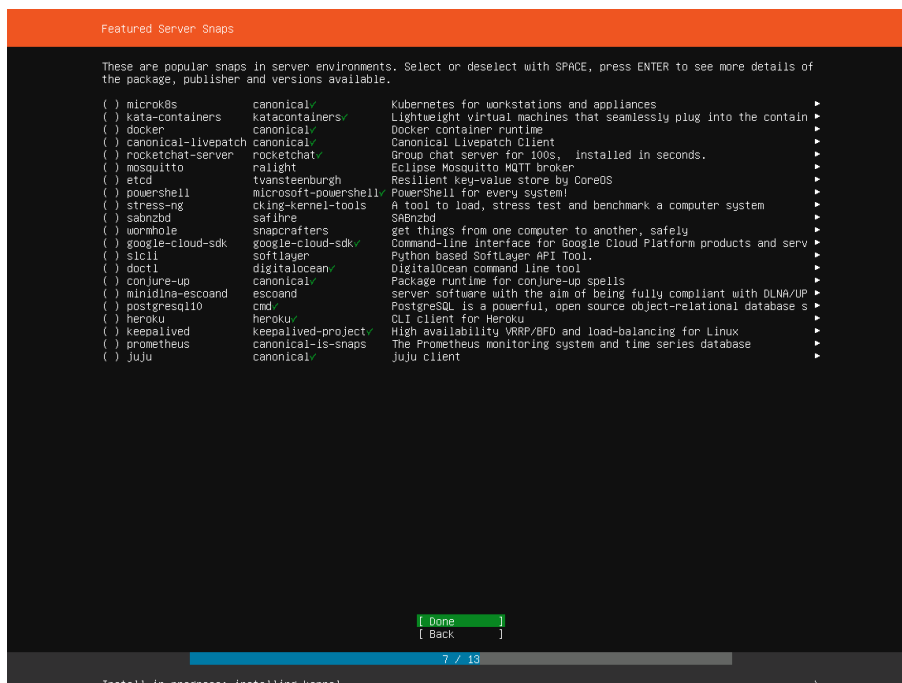 Featured Server Snaps
These are popular snaps in server environments. Select or deselect with SPACE, press ENTER to see more details of
the package, publisher and versions available.
( ) microk8s canonical✓ Kubernetes for workstations and appliances ►
( ) kata-containers katacontainers✓ Lightweight virtual machines that seamlessly plug into the contain ►
( ) docker canonical✓ Docker container runtime ►
( ) canonical-livepatch canonical✓ Canonical Livepatch Client ►
( ) rocketchat-server rocketchat✓ Group chat server for 100s, installed in seconds. ►
( ) mosquitto ralight Eclipse Mosquitto MQTT broker ►
( ) etcd tvansteenburgh Resilient key-value store by CoreOS ►
( ) powershell microsoft-powershell✓ PowerShell for every system! ►
( ) stress-ng cking-kernel-tools A tool to load, stress test and benchmark a computer system ►
( ) sabnzbd safihre SABnzbd ►
( ) wormhole snapcrafters get things from one computer to another, safely ►
( ) google-cloud-sdk google-cloud-sdk✓ Command-line interface for Google Cloud Platform products and serv ►
( ) slcli softlayer Python based SoftLayer API Tool. ►
( ) doctl digitalocean✓ DigitalOcean command line tool ►
( ) conjure-up canonical✓ Package runtime for conjure-up spells ►
( ) minidlna-escoand escoand server software with the aim of being fully compliant with DLNA/UP ►
( ) postgresql10 cmd✓ PostgreSQL is a powerful, open source object-relational database s ►
( ) heroku heroku✓ CLI client for Heroku ►
( ) keepalived keepalived-project✓ High availability VRRP/BFD and load-balancing for Linux ►
( ) prometheus canonical-is-snaps The Prometheus monitoring system and time series database ►
( ) juju canonical✓ juju client ►
[ Done ]
[ Back ]
7 / 13
Install in progress: installing kernel